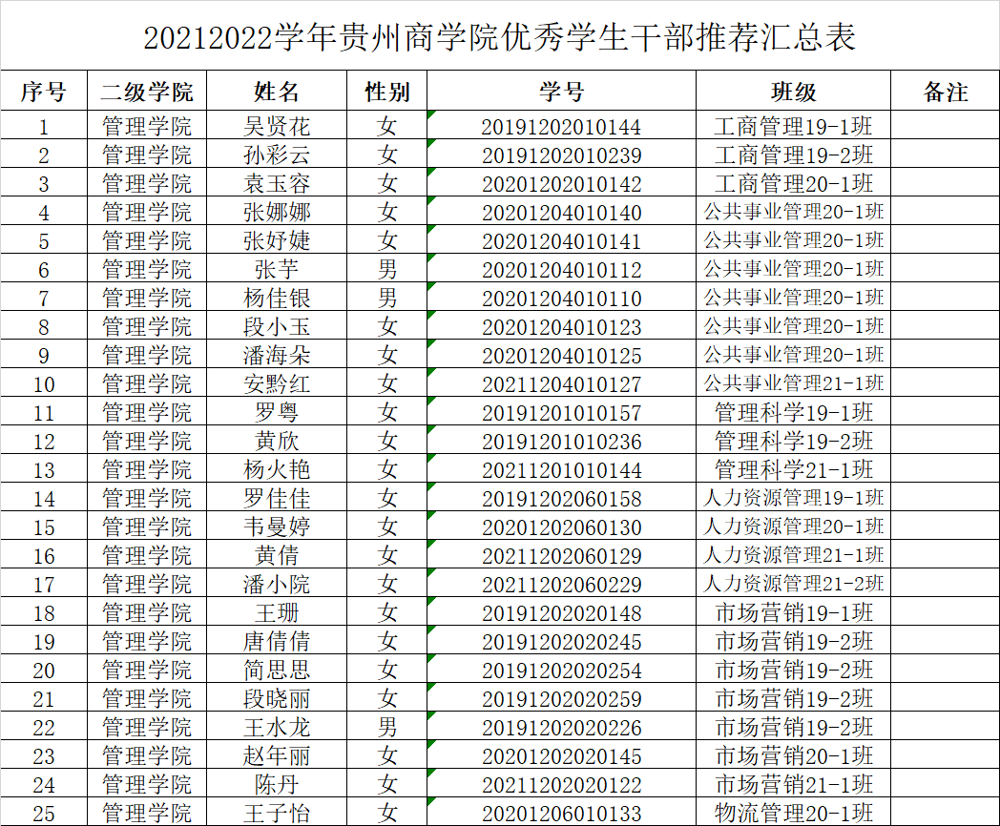 20212022学年贵州商学院优秀学生干部推荐汇总表
序号 二级学院 姓名 性别 学号 班级 备注
1 管理学院 吴贤花 女 20191202010144 工商管理19-1班
2 管理学院 孙彩云 女 20191202010239 工商管理19-2班
3 管理学院 袁玉容 女 20201202010142 工商管理20-1班
4 管理学院 张娜娜 女 20201204010140 公共事业管理20-1班
5 管理学院 张妤婕 女 20201204010141 公共事业管理20-1班
6 管理学院 张芋 男 20201204010112 公共事业管理20-1班
7 管理学院 杨佳银 男 20201204010110 公共事业管理20-1班
8 管理学院 段小玉 女 20201204010123 公共事业管理20-1班
9 管理学院 潘海朵 女 20201204010125 公共事业管理20-1班
10 管理学院 安黔红 女 20211204010127 公共事业管理21-1班
11 管理学院 罗粤 女 20191201010157 管理科学19-1班
12 管理学院 黄欣 女 20191201010236 管理科学19-2班
13 管理学院 杨火艳 女 20211201010144 管理科学21-1班
14 管理学院 罗佳佳 女 20191202060158 人力资源管理19-1班
15 管理学院 韦曼婷 女 20201202060130 人力资源管理20-1班
16 管理学院 黄倩 女 20211202060129 人力资源管理21-1班
17 管理学院 潘小院 女 20211202060229 人力资源管理21-2班
18 管理学院 王珊 女 20191202020148 市场营销19-1班
19 管理学院 唐倩倩 女 20191202020245 市场营销19-2班
20 管理学院 简思思 女 20191202020254 市场营销19-2班
21 管理学院 段晓丽 女 20191202020259 市场营销19-2班
22 管理学院 王水龙 男 20191202020226 市场营销19-2班
23 管理学院 赵年丽 女 20201202020145 市场营销20-1班
24 管理学院 陈丹 女 20211202020122 市场营销21-1班
25 管理学院 王子怡 女 20201206010133 物流管理20-1班